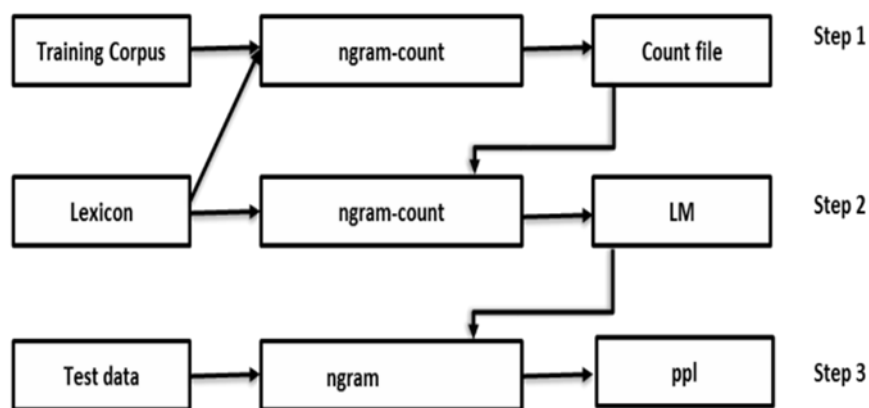 Training Corpus ngram-count Count file Step 1
Lexicon ngram-count LM Step 2
Test data ngram ppl Step 3